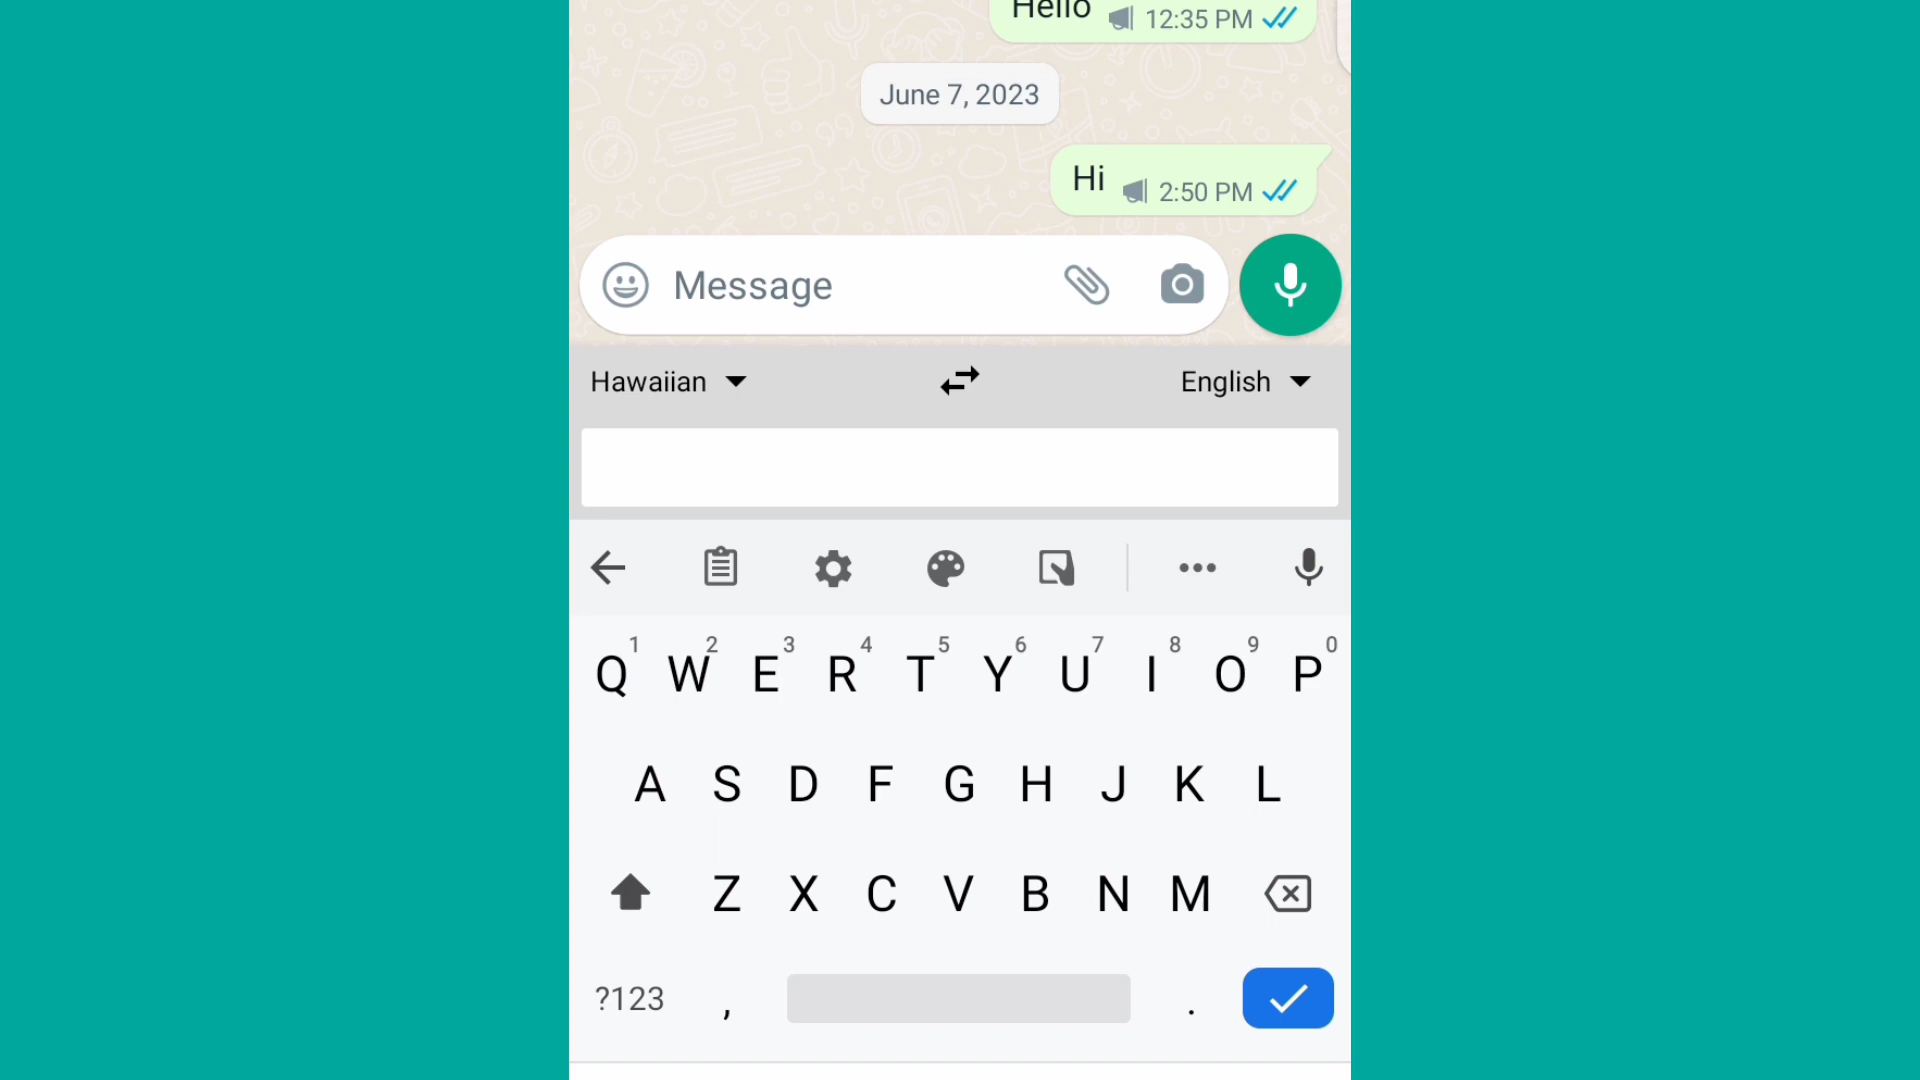 Hello 12:35 PM
June 7, 2023
Hi 2:50 PM
Message
Hawaiian English
1 2 3 4 5 6 7 8 9 0
Q W E R T Y U I O P
A S D F G H J K L
Z X C V B N M
?123 , .